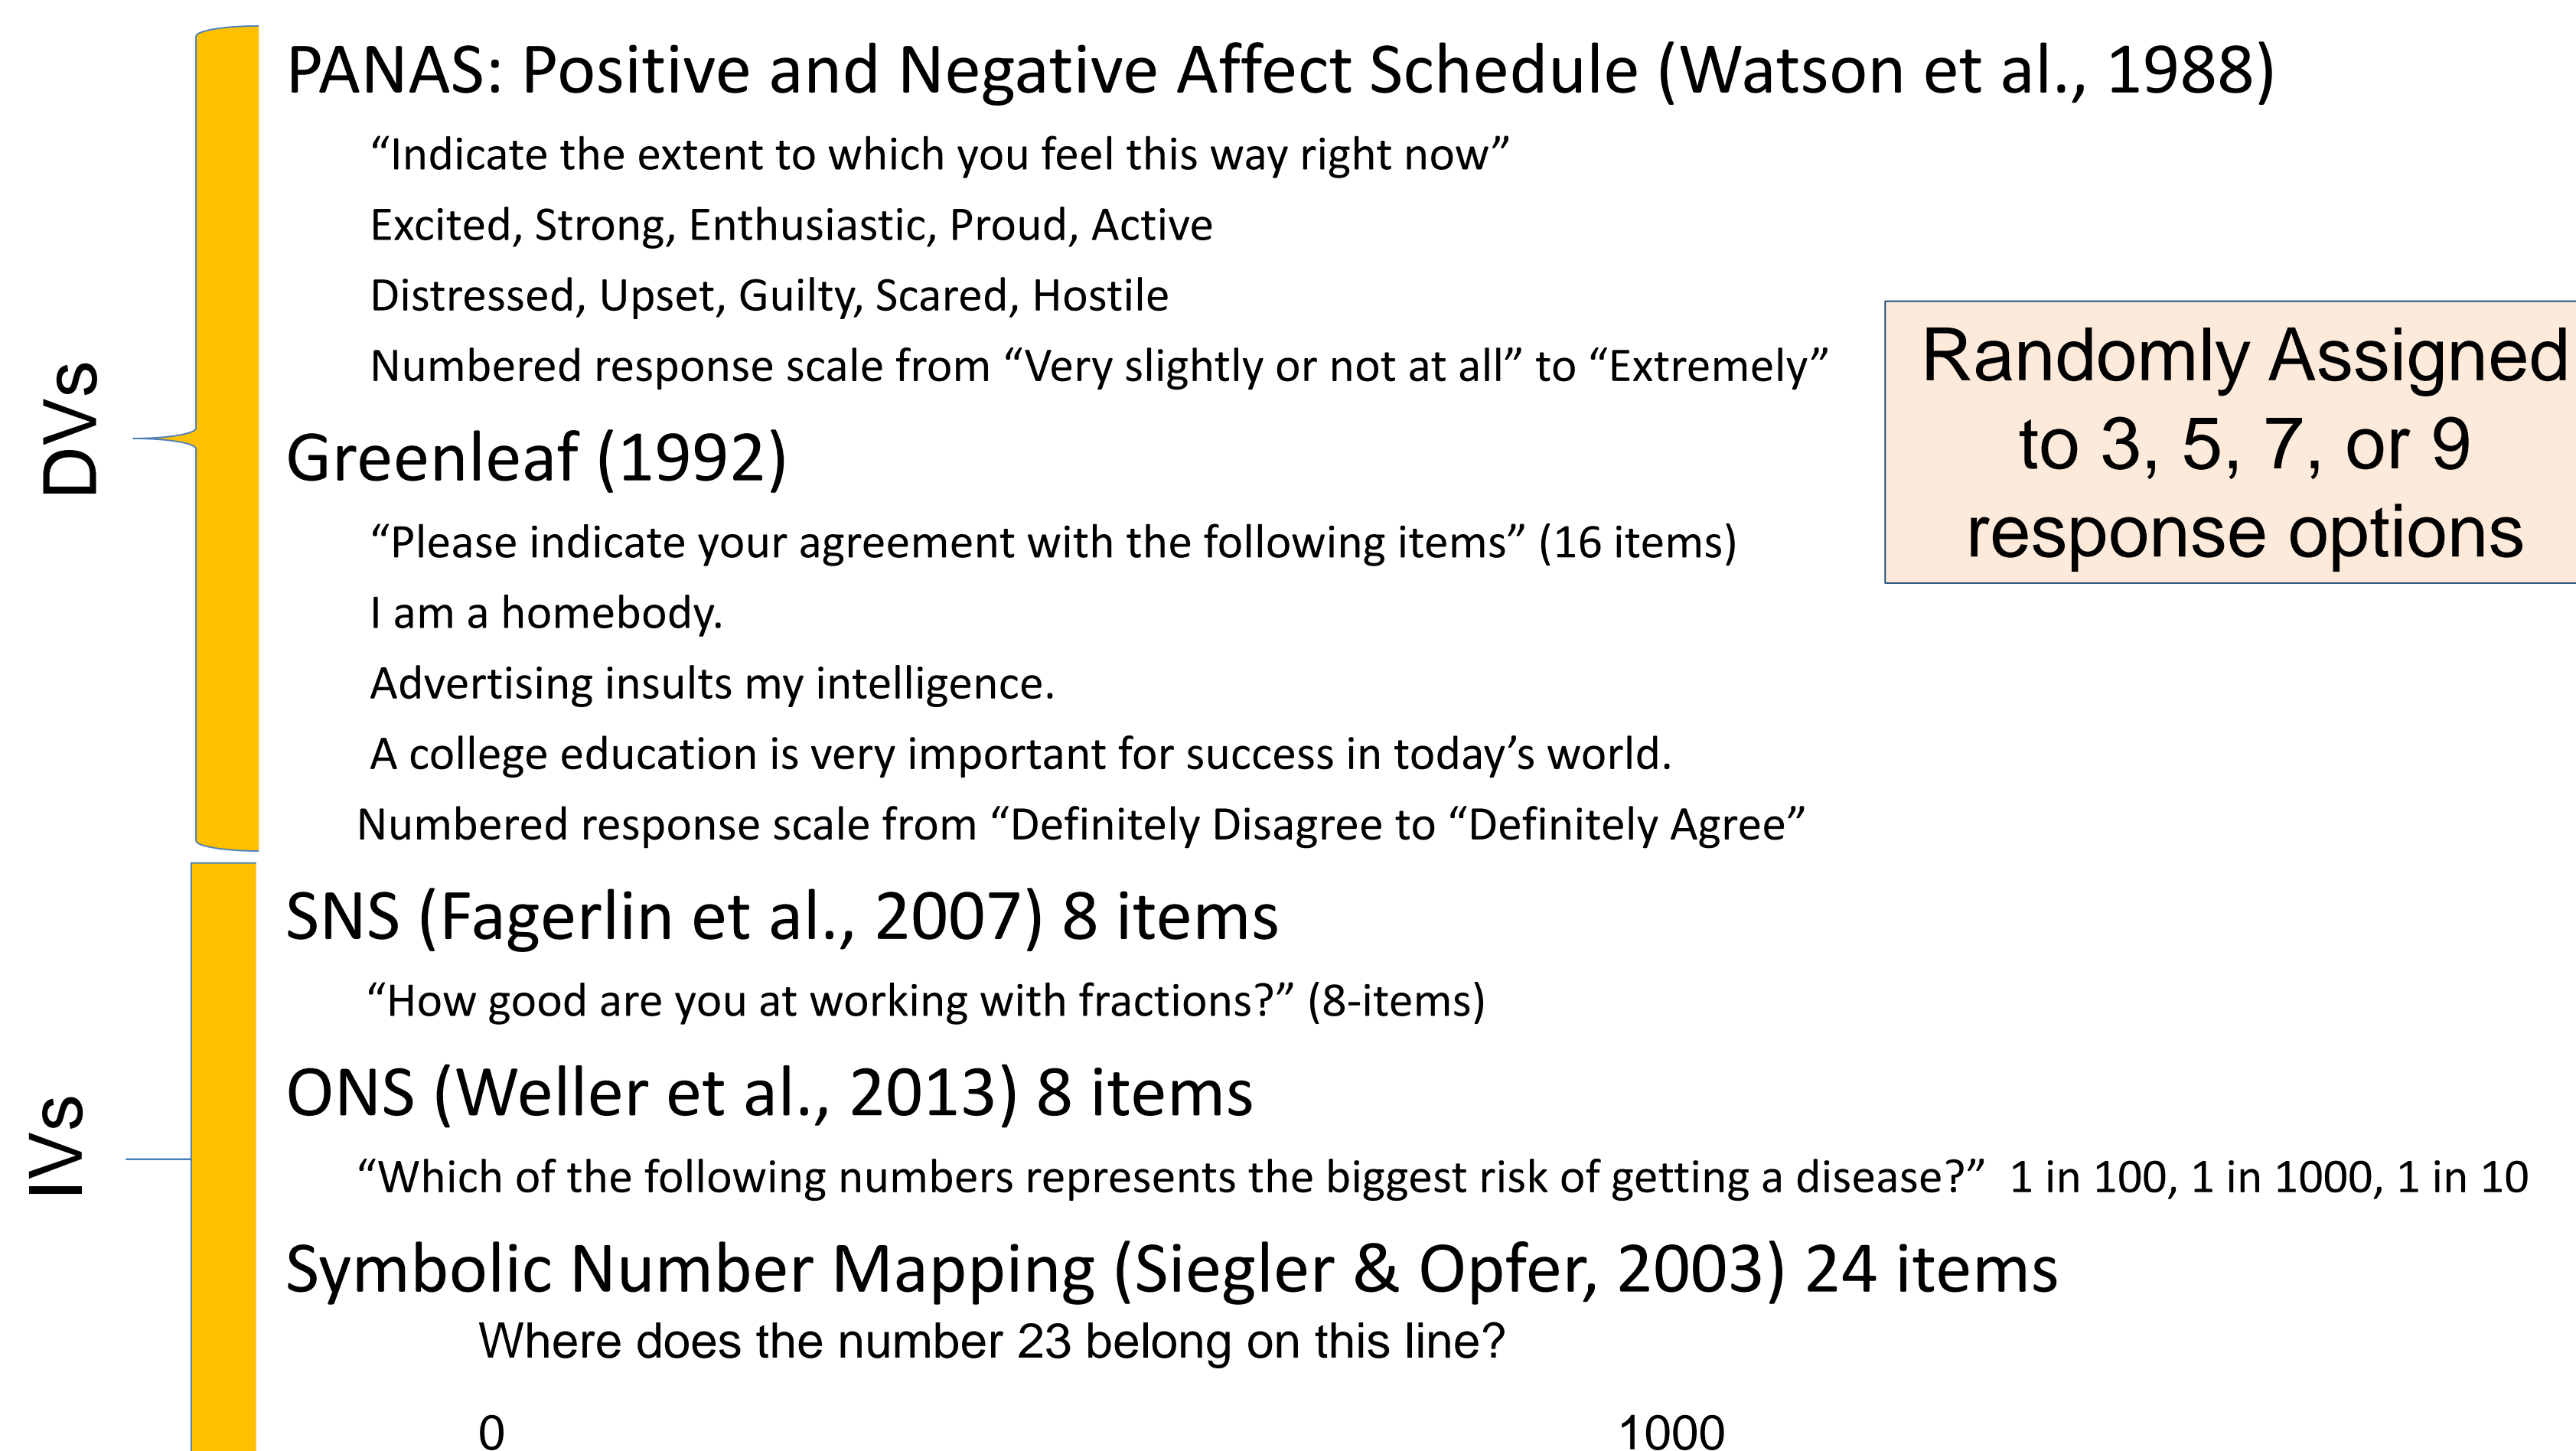 DVs
PANAS: Positive and Negative Affect Schedule (Watson et al., 1988)
“Indicate the extent to which you feel this way right now”
Excited, Strong, Enthusiastic, Proud, Active
Distressed, Upset, Guilty, Scared, Hostile
Numbered response scale from “Very slightly or not at all” to “Extremely”
Randomly Assigned
to 3, 5, 7, or 9
response options
Greenleaf (1992)
“Please indicate your agreement with the following items” (16 items)
I am a homebody.
Advertising insults my intelligence.
A college education is very important for success in today’s world.
Numbered response scale from “Definitely Disagree to “Definitely Agree”
IVs
SNS (Fagerlin et al., 2007) 8 items
“How good are you at working with fractions?” (8-items)
ONS (Weller et al., 2013) 8 items
“Which of the following numbers represents the biggest risk of getting a disease?” 1 in 100, 1 in 1000, 1 in 10
Symbolic Number Mapping (Siegler & Opfer, 2003) 24 items
Where does the number 23 belong on this line?
0 1000